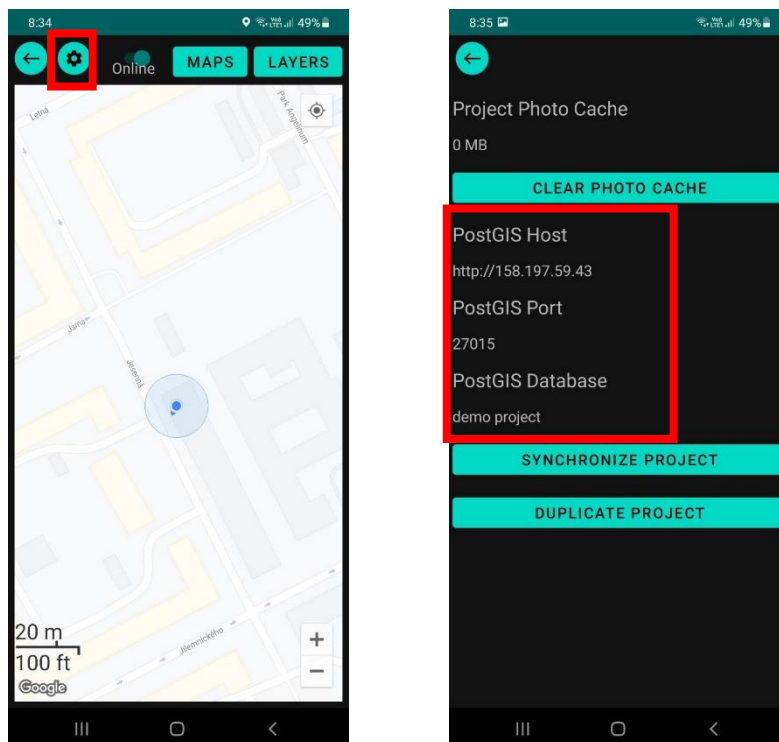 8:34
49%
Online
MAPS
LAYERS
Letná
Park Angelinum
Jarná
Jesenná
Jilemnického
20 m
100 ft
Google
8:35
49%
Project Photo Cache
0 MB
CLEAR PHOTO CACHE
PostGIS Host
http://158.197.59.43
PostGIS Port
27015
PostGIS Database
demo project
SYNCHRONIZE PROJECT
DUPLICATE PROJECT